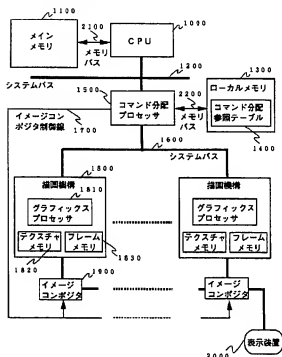 1100
メイン
メモリ
2100
メモリ
バス
CPU
1000
システムバス
1200
1500
コマンド分配
プロセッサ
2200
メモリ
バス
1300
ローカルメモリ
コマンド分配
参照テーブル
1400
イメージコン
ポジタ制御線
1700
1600
システムバス
1800
描画機構
1810
グラフィックス
プロセッサ
テクスチャ
メモリ
フレーム
メモリ
1820
1830
1900
イメージ
コンポジタ
描画機構
グラフィックス
プロセッサ
テクスチャ
メモリ
フレーム
メモリ
イメージ
コンポジタ
表示装置
2000